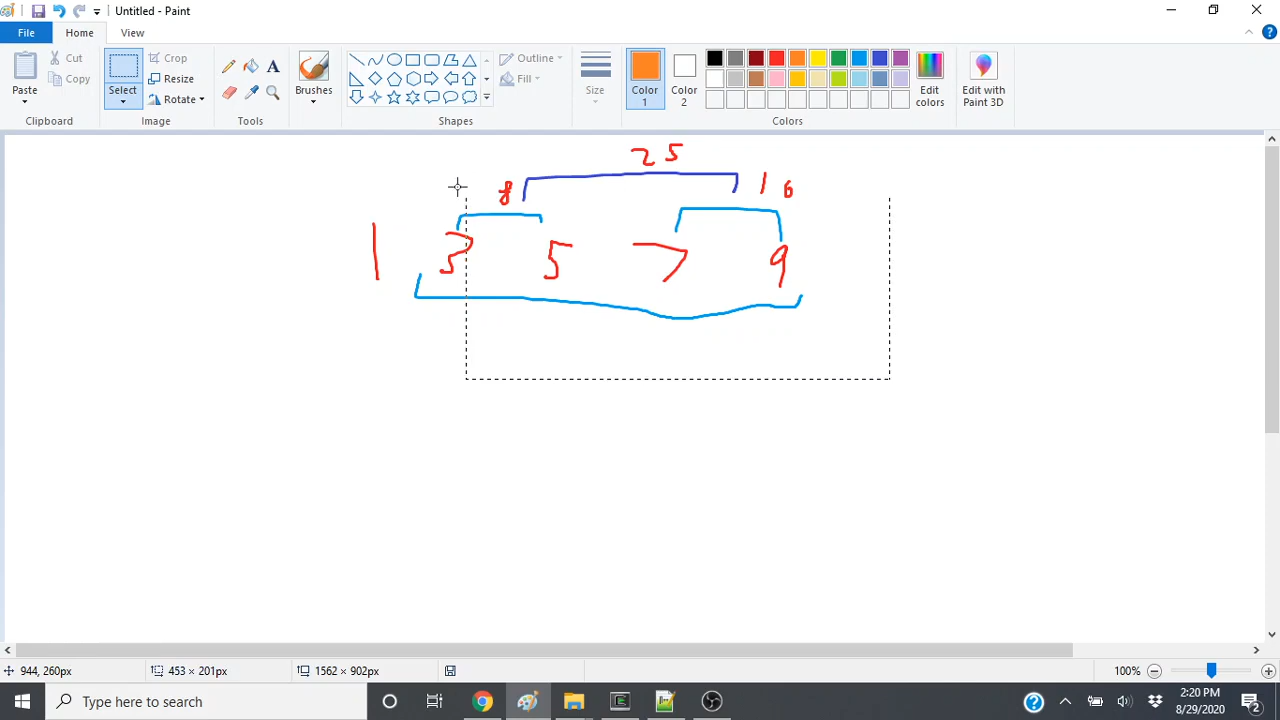 Untitled - Paint
File Home View
Paste
Cut
Copy
Clipboard
Select
Crop
Resize
Rotate
Image
Tools
Brushes
Shapes
Outline
Fill
Size
Color 1
Color 2
Colors
Edit colors
Edit with Paint 3D
25
8 16
1 3 5 7 9
944, 260px 453 × 201px 1562 × 902px 100%
Type here to search
2:20 PM
8/29/2020
2